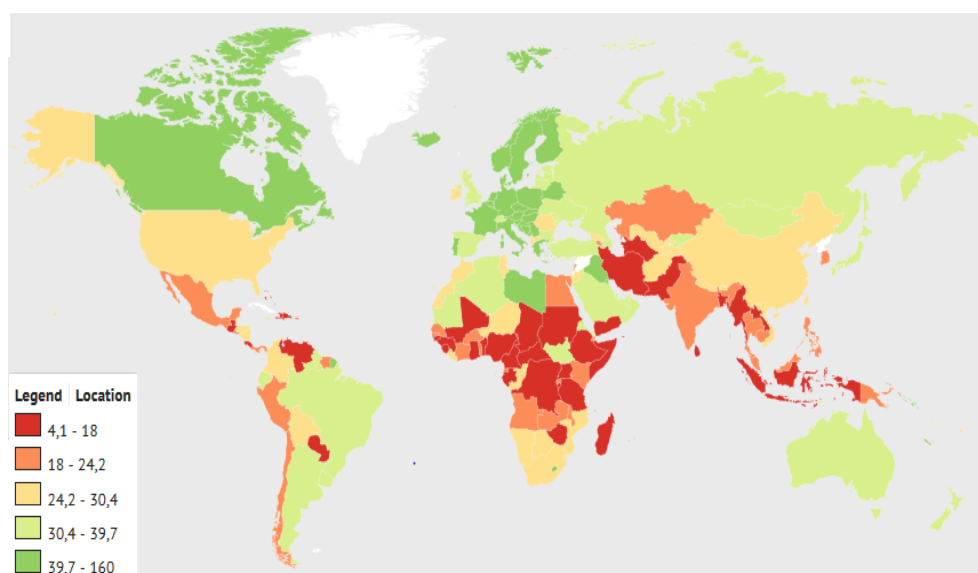 Legend Location
4,1 - 18
18 - 24,2
24,2 - 30,4
30,4 - 39,7
39,7 - 160